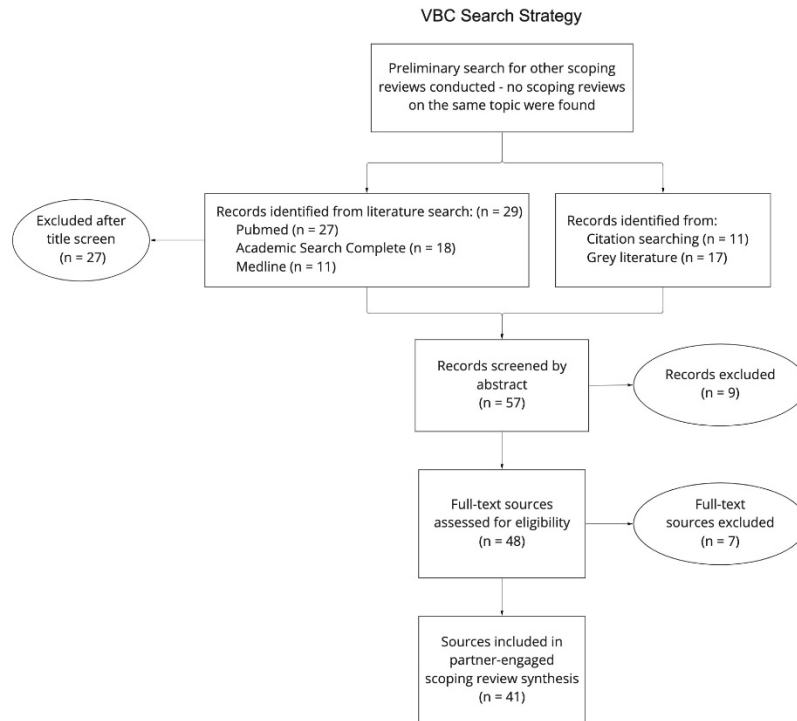 VBC Search Strategy
Preliminary search for other scoping
reviews conducted - no scoping reviews
on the same topic were found
Excluded after
title screen
(n = 27)
Records identified from literature search: (n = 29)
Pubmed (n = 27)
Academic Search Complete (n = 18)
Medline (n = 11)
Records identified from:
Citation searching (n = 11)
Grey literature (n = 17)
Records screened by
abstract
(n = 57)
Records excluded
(n = 9)
Full-text sources
assessed for eligibility
(n = 48)
Full-text
sources excluded
(n = 7)
Sources included in
partner-engaged
scoping review synthesis
(n = 41)